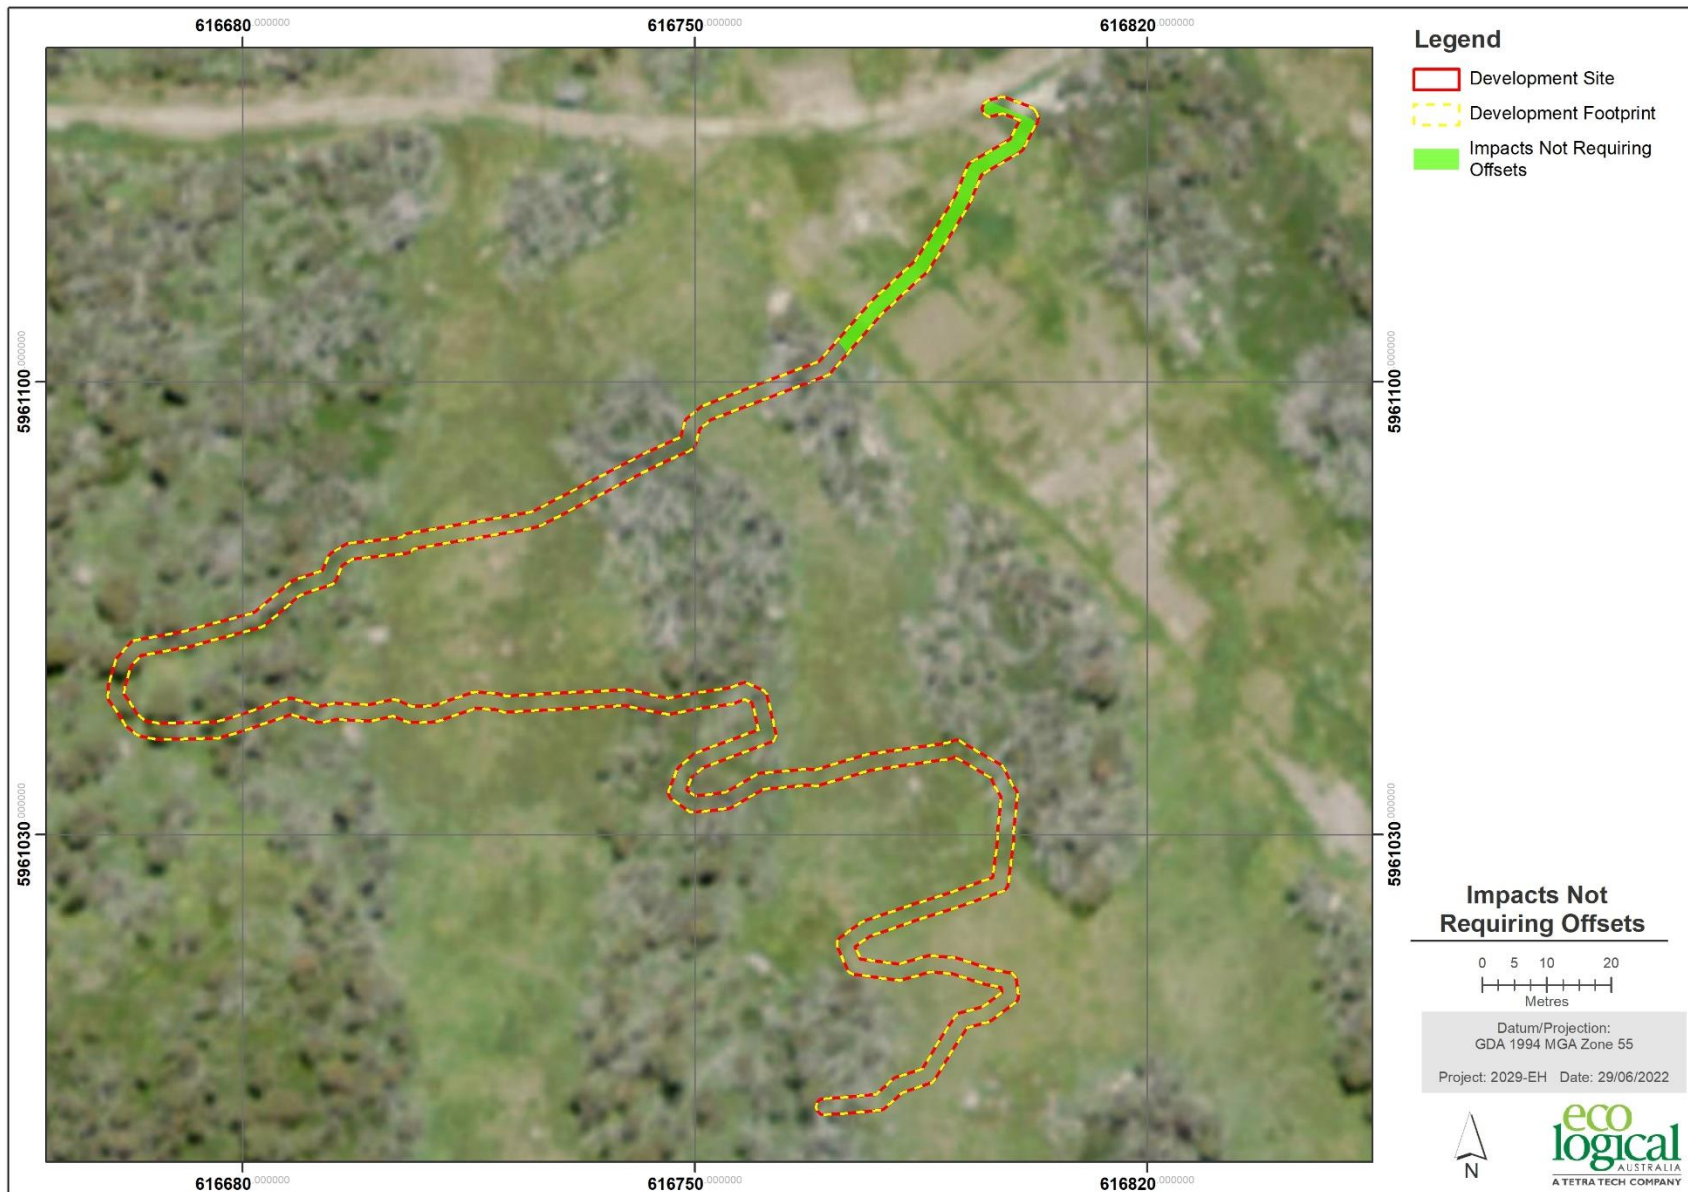 616680.000000 616750.000000 616820.000000
Legend
Development Site
Development Footprint
Impacts Not Requiring
Offsets
5961100.000000 5961100.000000
5961030.000000 5961030.000000
Impacts Not
Requiring Offsets
0 5 10 20
Metres
Datum/Projection:
GDA 1994 MGA Zone 55
Project: 2029-EH Date: 29/06/2022
N
eco
logical
AUSTRALIA
A TETRA TECH COMPANY
616680.000000 616750.000000 616820.000000